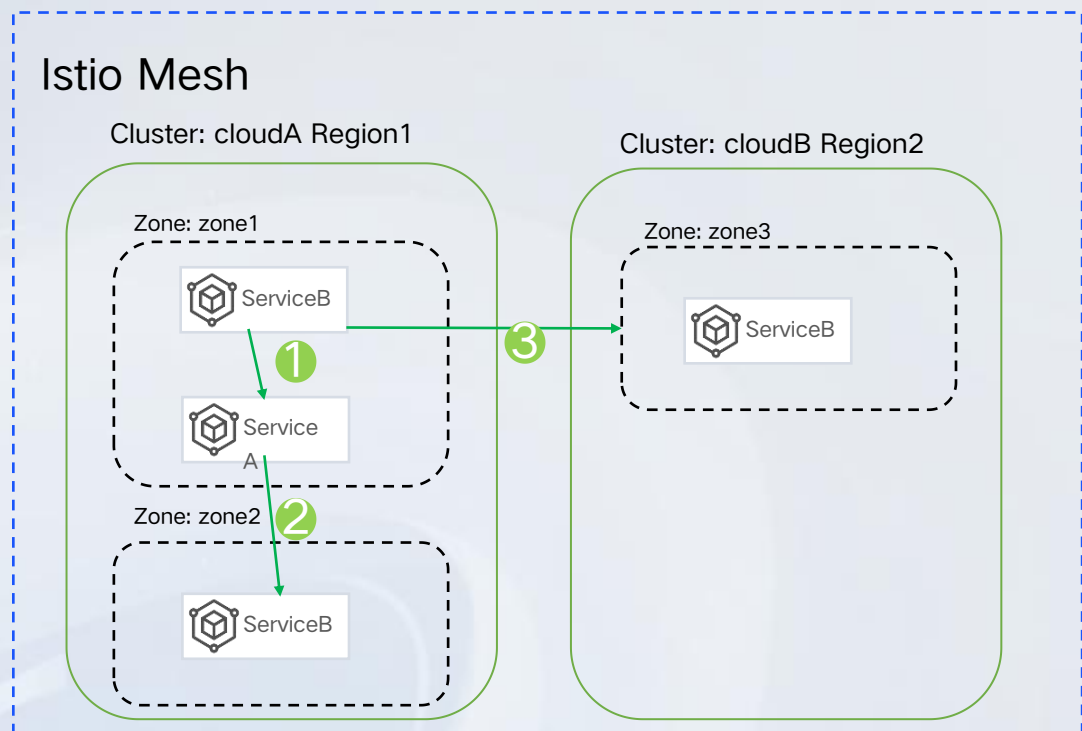 Istio Mesh
Cluster: cloudA Region1
Zone: zone1
ServiceB
1
Service
A
Zone: zone2
2
ServiceB
3
Cluster: cloudB Region2
Zone: zone3
ServiceB